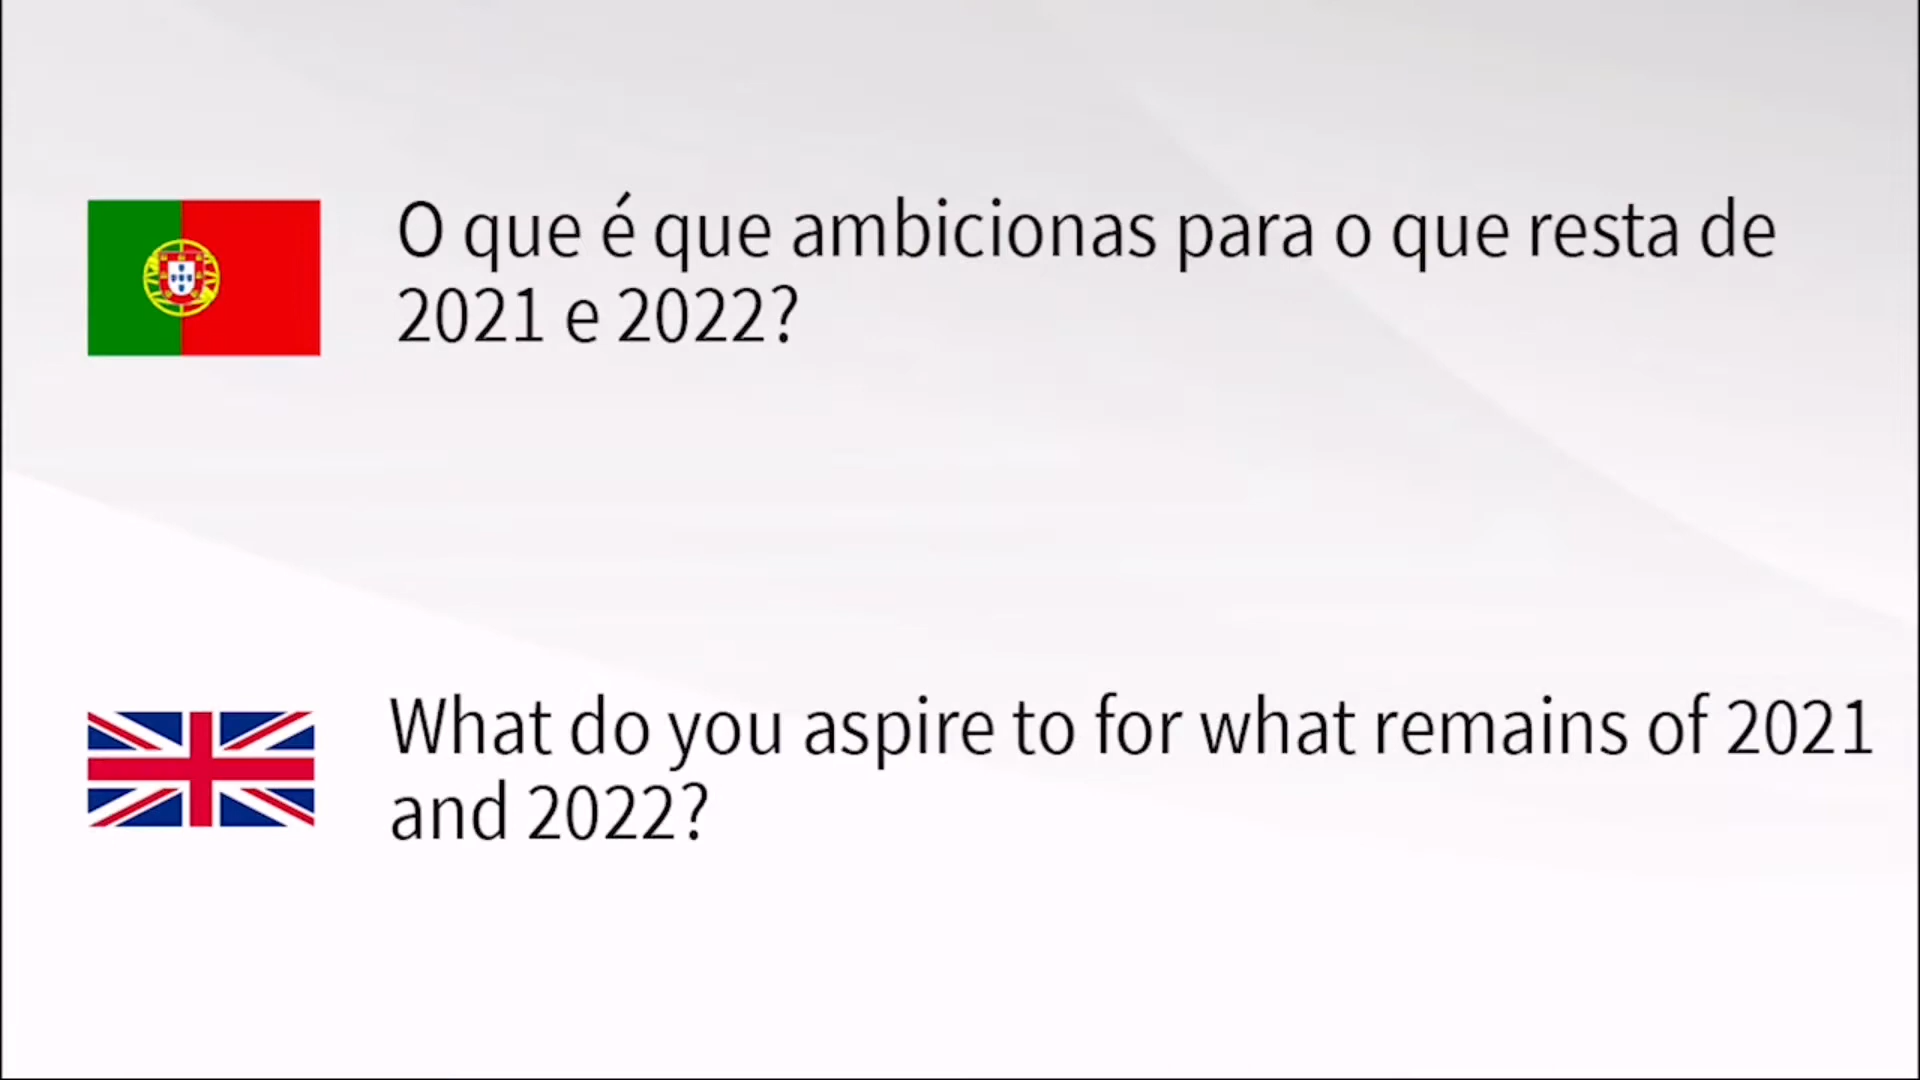 O que é que ambicionas para o que resta de
2021 e 2022?
What do you aspire to for what remains of 2021
and 2022?